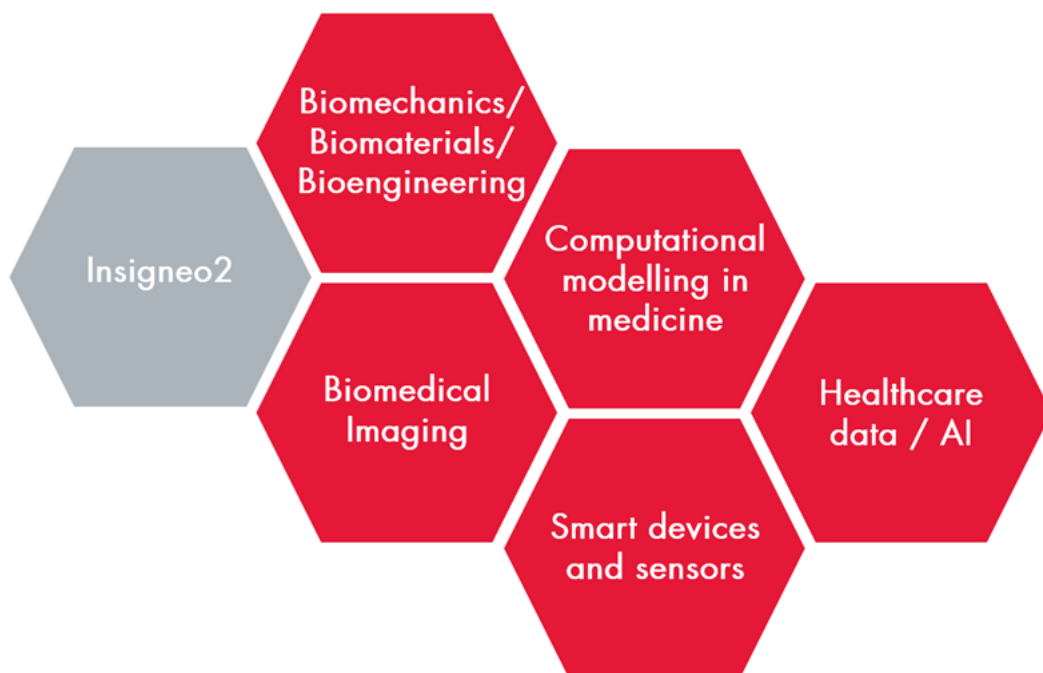 Biomechanics/
Biomaterials/
Bioengineering
Insigneo2
Computational
modelling in
medicine
Biomedical
Imaging
Healthcare
data / AI
Smart devices
and sensors